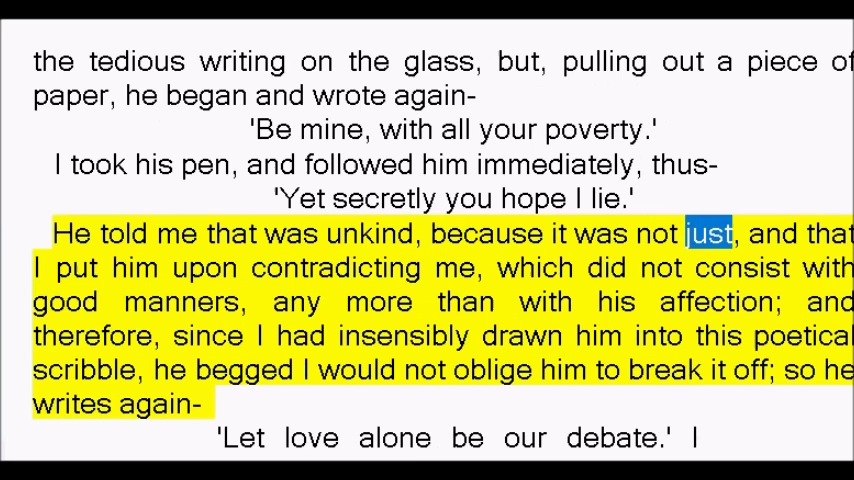 the tedious writing on the glass, but, pulling out a piece of
paper, he began and wrote again-
'Be mine, with all your poverty.'
I took his pen, and followed him immediately, thus-
'Yet secretly you hope I lie.'
He told me that was unkind, because it was not just, and that
I put him upon contradicting me, which did not consist with
good manners, any more than with his affection; and
therefore, since I had insensibly drawn him into this poetical
scribble, he begged I would not oblige him to break it off; so he
writes again-
'Let love alone be our debate.' I